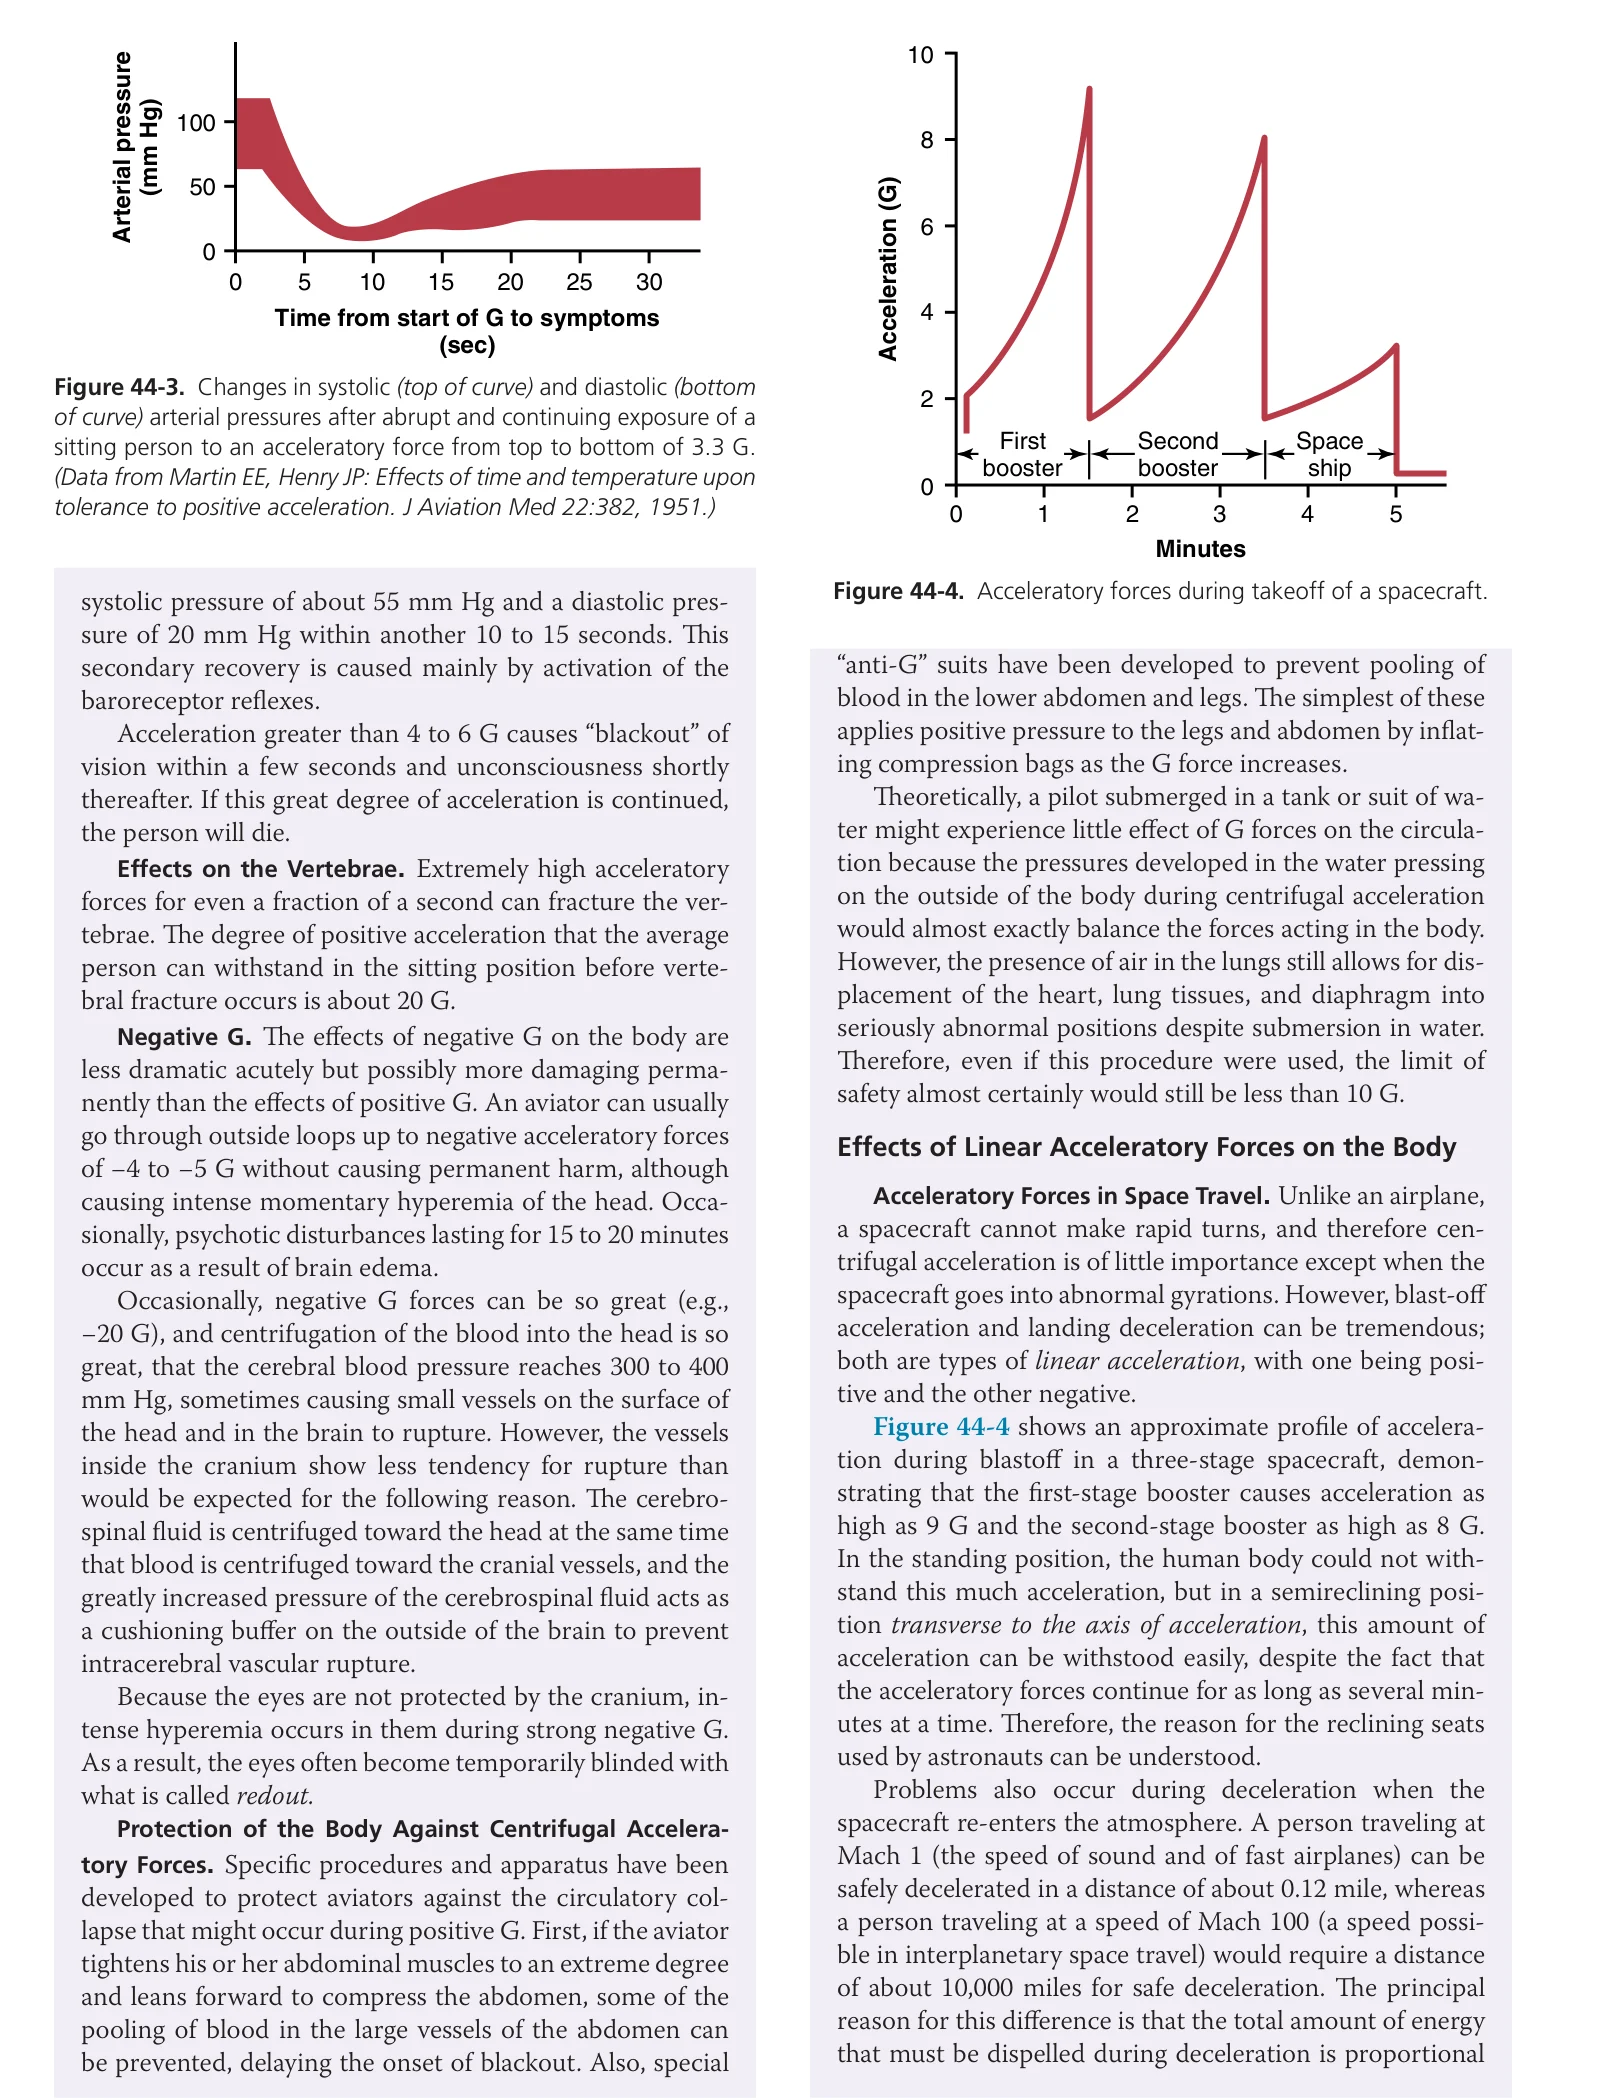 Arterial pressure
(mm Hg)
100
50
0
0 5 10 15 20 25 30
Time from start of G to symptoms
(sec)
Figure 44-3. Changes in systolic (top of curve) and diastolic (bottom
of curve) arterial pressures after abrupt and continuing exposure of a
sitting person to an acceleratory force from top to bottom of 3.3 G.
(Data from Martin EE, Henry JP: Effects of time and temperature upon
tolerance to positive acceleration. J Aviation Med 22:382, 1951.)
systolic pressure of about 55 mm Hg and a diastolic pres-
sure of 20 mm Hg within another 10 to 15 seconds. This
secondary recovery is caused mainly by activation of the
baroreceptor reflexes.
Acceleration greater than 4 to 6 G causes “blackout” of
vision within a few seconds and unconsciousness shortly
thereafter. If this great degree of acceleration is continued,
the person will die.
Effects on the Vertebrae. Extremely high acceleratory
forces for even a fraction of a second can fracture the ver-
tebrae. The degree of positive acceleration that the average
person can withstand in the sitting position before verte-
bral fracture occurs is about 20 G.
Negative G. The effects of negative G on the body are
less dramatic acutely but possibly more damaging perma-
nently than the effects of positive G. An aviator can usually
go through outside loops up to negative acceleratory forces
of −4 to −5 G without causing permanent harm, although
causing intense momentary hyperemia of the head. Occa-
sionally, psychotic disturbances lasting for 15 to 20 minutes
occur as a result of brain edema.
Occasionally, negative G forces can be so great (e.g.,
−20 G), and centrifugation of the blood into the head is so
great, that the cerebral blood pressure reaches 300 to 400
mm Hg, sometimes causing small vessels on the surface of
the head and in the brain to rupture. However, the vessels
inside the cranium show less tendency for rupture than
would be expected for the following reason. The cerebro-
spinal fluid is centrifuged toward the head at the same time
that blood is centrifuged toward the cranial vessels, and the
greatly increased pressure of the cerebrospinal fluid acts as
a cushioning buffer on the outside of the brain to prevent
intracerebral vascular rupture.
Because the eyes are not protected by the cranium, in-
tense hyperemia occurs in them during strong negative G.
As a result, the eyes often become temporarily blinded with
what is called redout.
Protection of the Body Against Centrifugal Accelera-
tory Forces. Specific procedures and apparatus have been
developed to protect aviators against the circulatory col-
lapse that might occur during positive G. First, if the aviator
tightens his or her abdominal muscles to an extreme degree
and leans forward to compress the abdomen, some of the
pooling of blood in the large vessels of the abdomen can
be prevented, delaying the onset of blackout. Also, special
Acceleration (G)
10
8
6
4
2
0
First
booster
Second
booster
Space
ship
0 1 2 3 4 5
Minutes
Figure 44-4. Acceleratory forces during takeoff of a spacecraft.
“anti-G” suits have been developed to prevent pooling of
blood in the lower abdomen and legs. The simplest of these
applies positive pressure to the legs and abdomen by inflat-
ing compression bags as the G force increases.
Theoretically, a pilot submerged in a tank or suit of wa-
ter might experience little effect of G forces on the circula-
tion because the pressures developed in the water pressing
on the outside of the body during centrifugal acceleration
would almost exactly balance the forces acting in the body.
However, the presence of air in the lungs still allows for dis-
placement of the heart, lung tissues, and diaphragm into
seriously abnormal positions despite submersion in water.
Therefore, even if this procedure were used, the limit of
safety almost certainly would still be less than 10 G.
Effects of Linear Acceleratory Forces on the Body
Acceleratory Forces in Space Travel. Unlike an airplane,
a spacecraft cannot make rapid turns, and therefore cen-
trifugal acceleration is of little importance except when the
spacecraft goes into abnormal gyrations. However, blast-off
acceleration and landing deceleration can be tremendous;
both are types of linear acceleration, with one being posi-
tive and the other negative.
Figure 44-4 shows an approximate profile of accelera-
tion during blastoff in a three-stage spacecraft, demon-
strating that the first-stage booster causes acceleration as
high as 9 G and the second-stage booster as high as 8 G.
In the standing position, the human body could not with-
stand this much acceleration, but in a semireclining posi-
tion transverse to the axis of acceleration, this amount of
acceleration can be withstood easily, despite the fact that
the acceleratory forces continue for as long as several min-
utes at a time. Therefore, the reason for the reclining seats
used by astronauts can be understood.
Problems also occur during deceleration when the
spacecraft re-enters the atmosphere. A person traveling at
Mach 1 (the speed of sound and of fast airplanes) can be
safely decelerated in a distance of about 0.12 mile, whereas
a person traveling at a speed of Mach 100 (a speed possi-
ble in interplanetary space travel) would require a distance
of about 10,000 miles for safe deceleration. The principal
reason for this difference is that the total amount of energy
that must be dispelled during deceleration is proportional